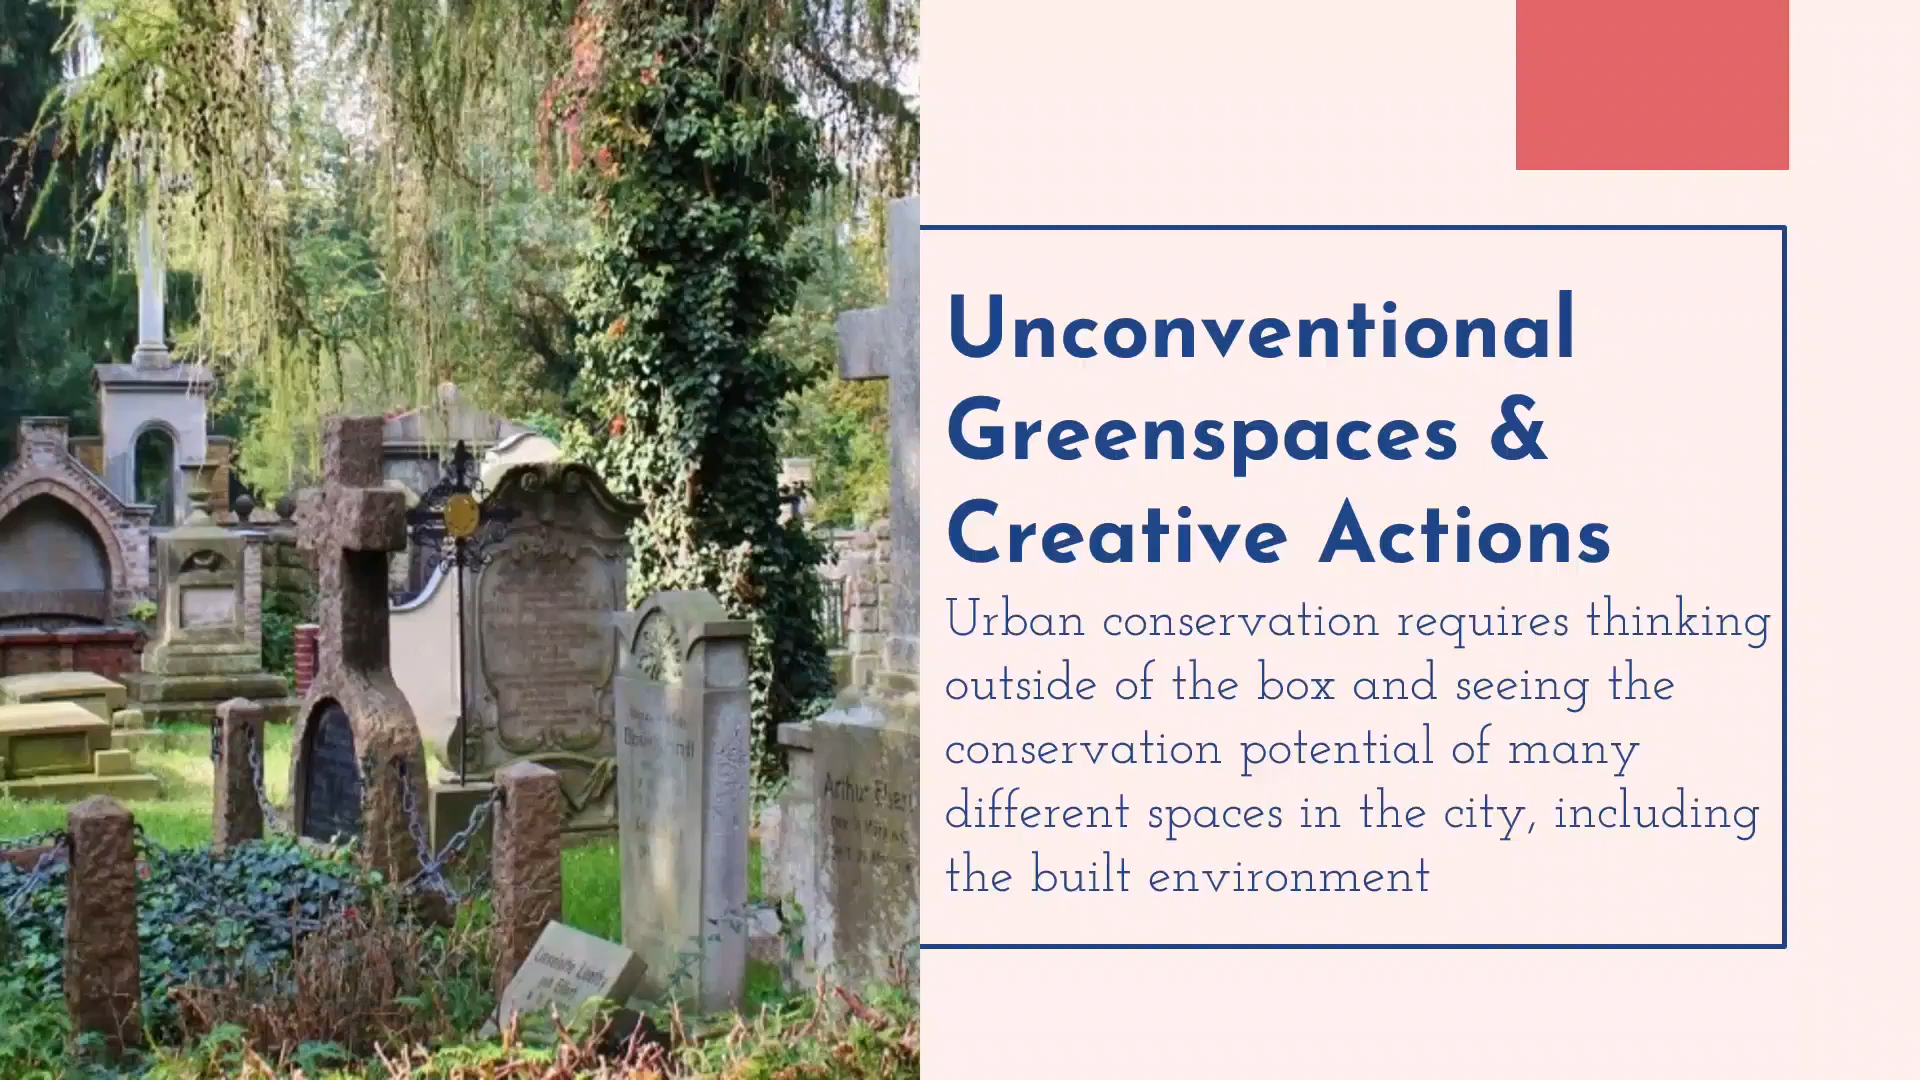 Unconventional
Greenspaces &
Creative Actions
Urban conservation requires thinking
outside of the box and seeing the
conservation potential of many
different spaces in the city, including
the built environment
Arthur